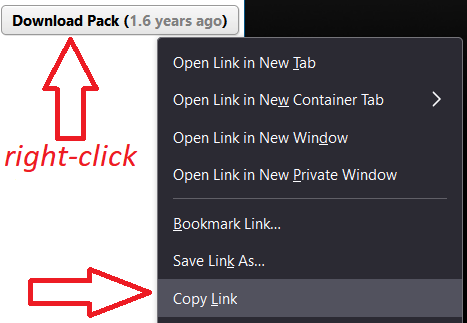 Download Pack (1.6 years ago)
right-click
Open Link in New Tab
Open Link in New Container Tab
Open Link in New Window
Open Link in New Private Window
Bookmark Link...
Save Link As...
Copy Link